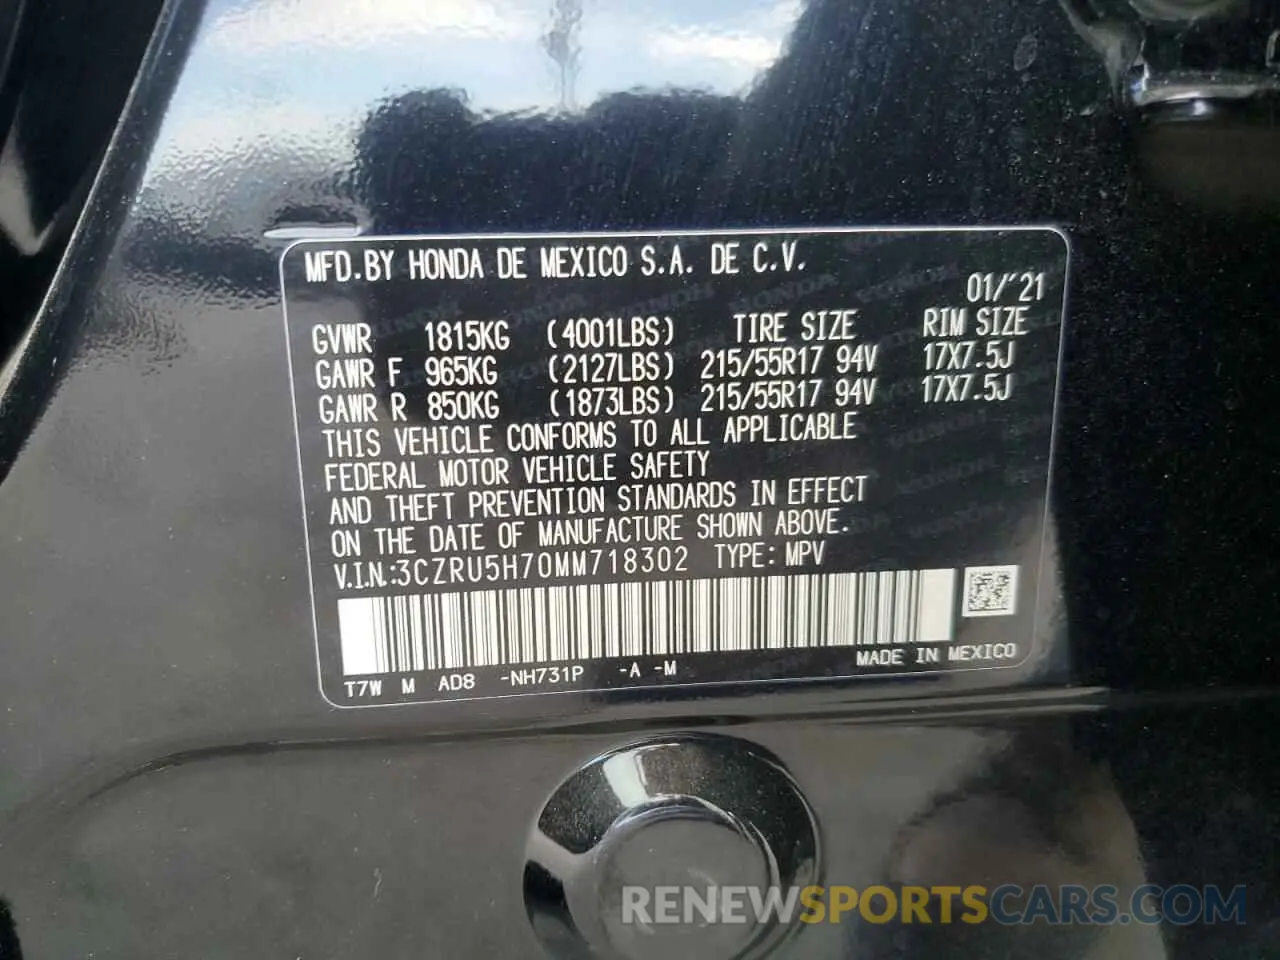 MFD.BY HONDA DE MEXICO S.A. DE C.V.
01/'21
GVWR 1815KG (4001LBS) TIRE SIZE RIM SIZE
GAWR F 965KG (2127LBS) 215/55R17 94V 17X7.5J
GAWR R 850KG (1873LBS) 215/55R17 94V 17X7.5J
THIS VEHICLE CONFORMS TO ALL APPLICABLE
FEDERAL MOTOR VEHICLE SAFETY
AND THEFT PREVENTION STANDARDS IN EFFECT
ON THE DATE OF MANUFACTURE SHOWN ABOVE.
V.I.N.:3CZRU5H70MM718302 TYPE: MPV
T7W M AD8 -NH731P -A -M MADE IN MEXICO
RENEWSPORTSCARS.COM